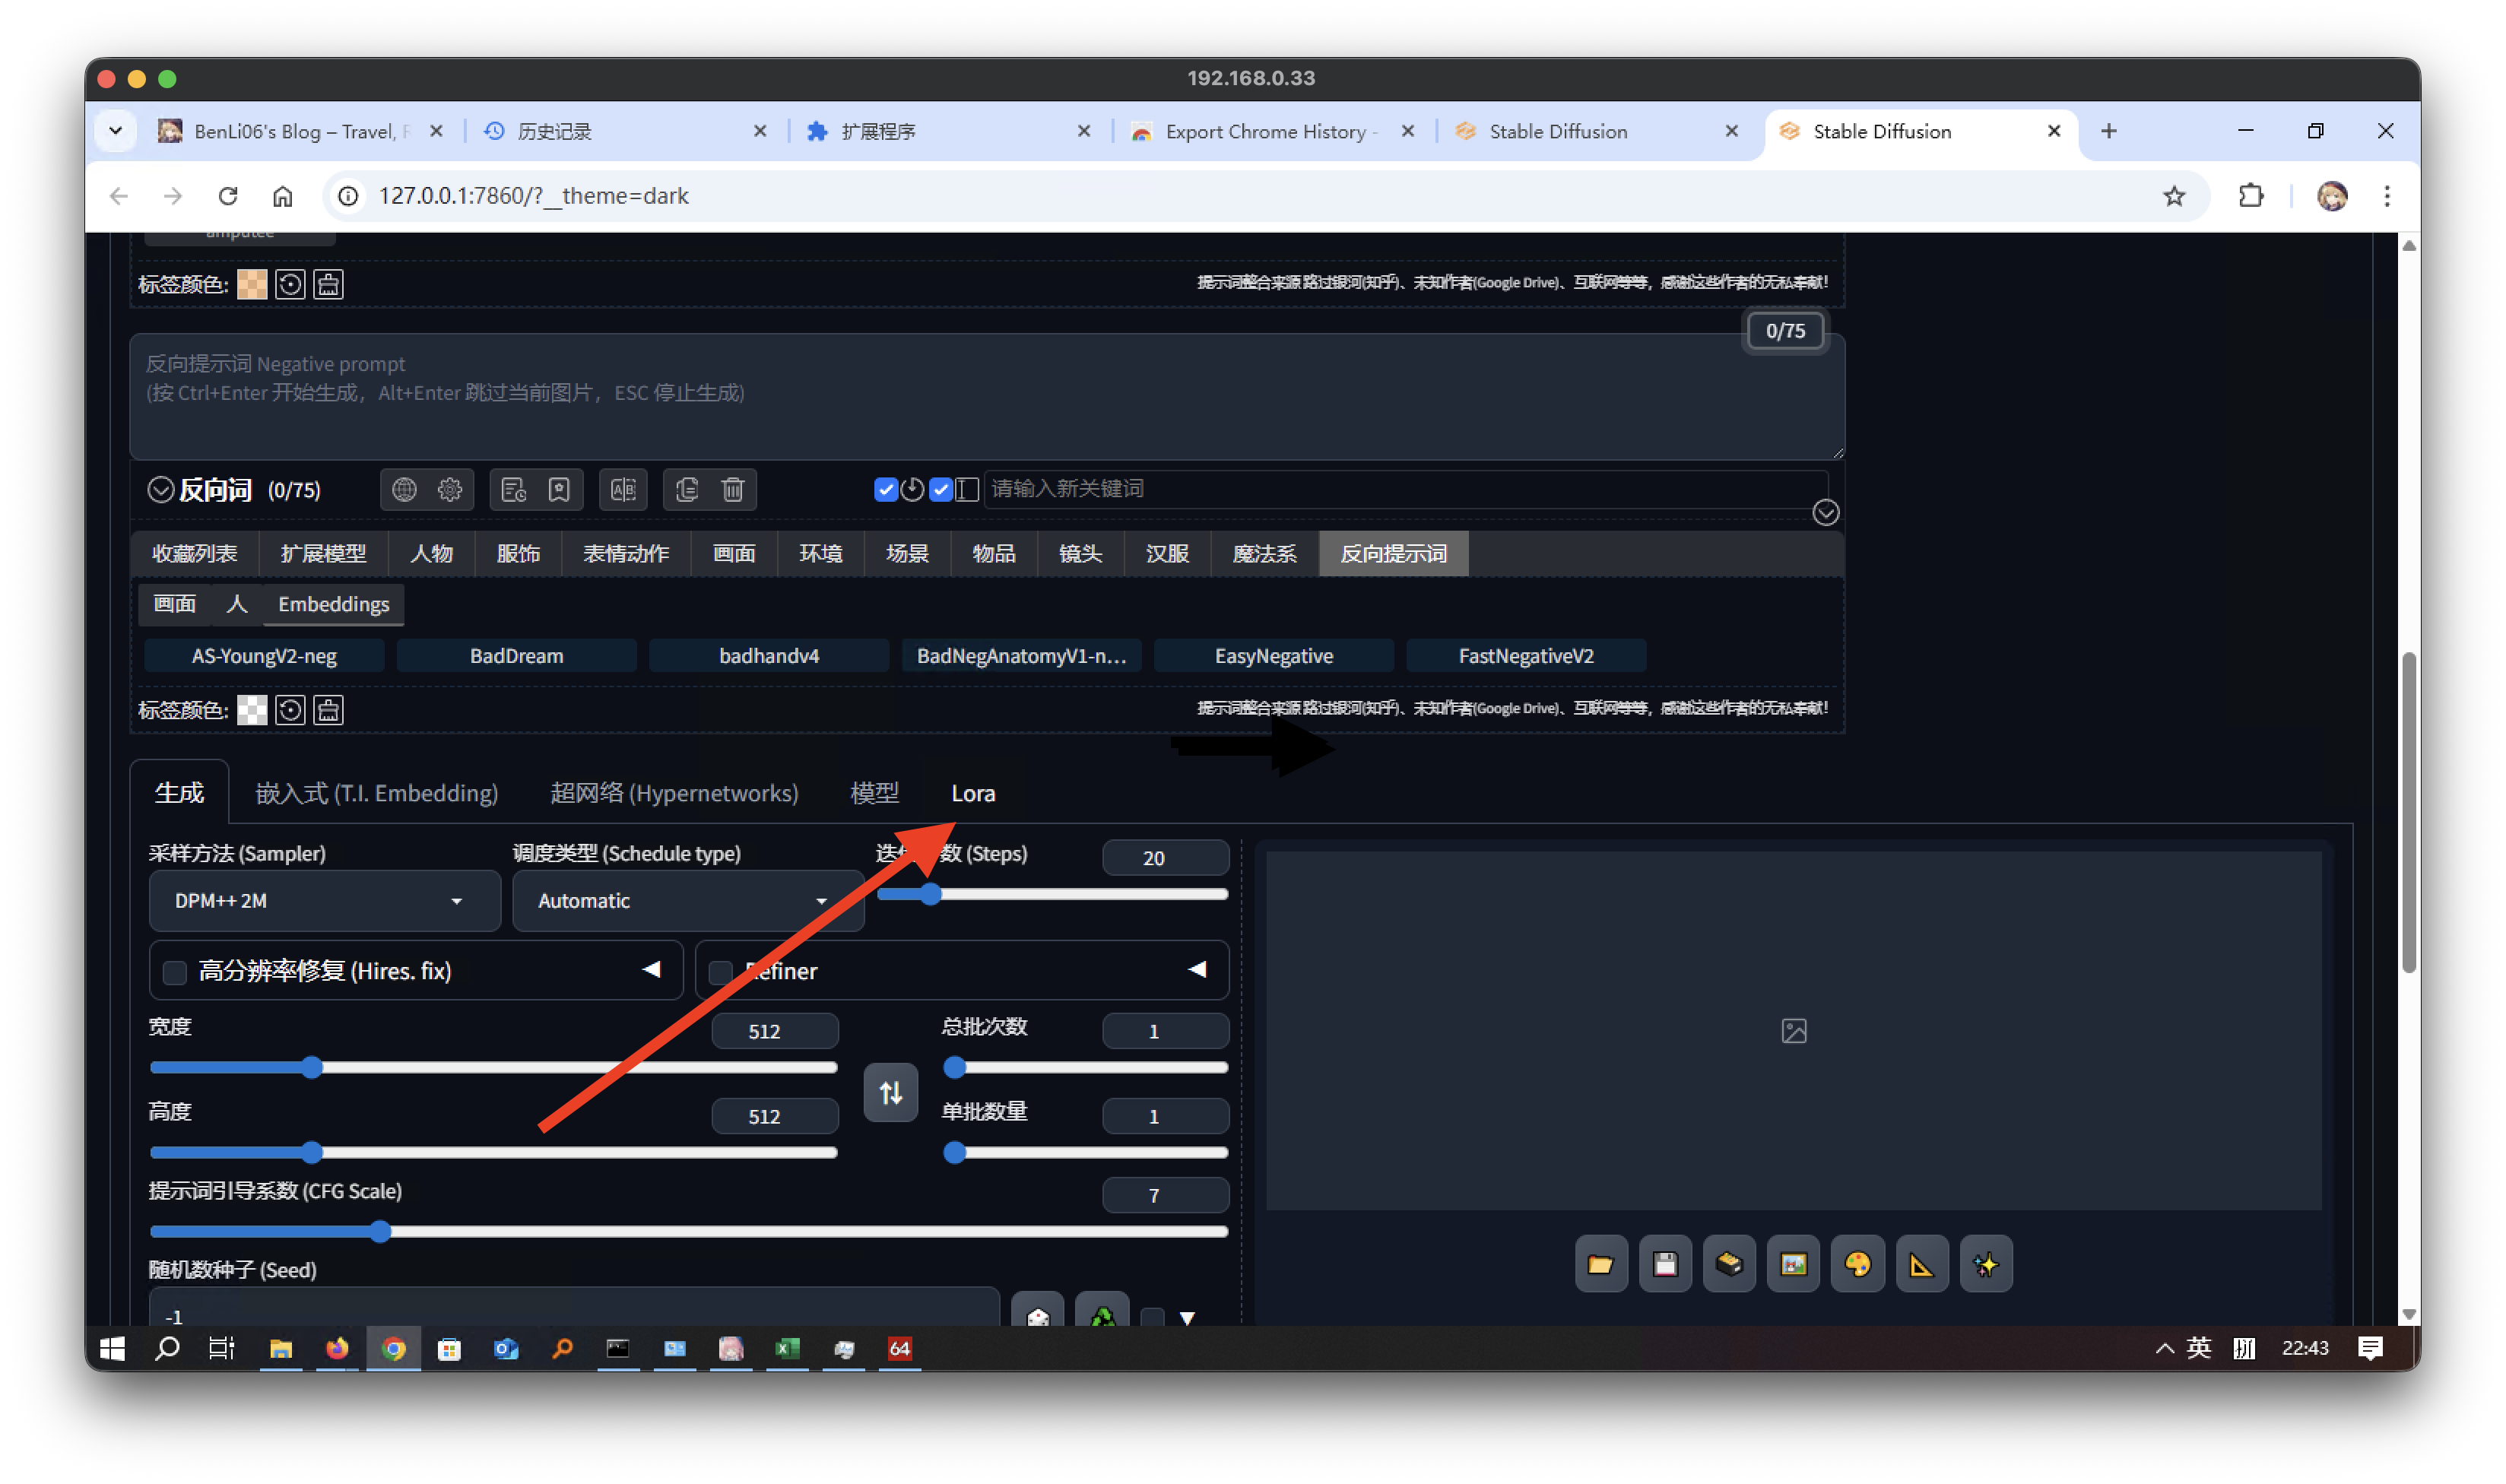 192.168.0.33
BenLi06's Blog – Travel,
历史记录
扩展程序
Export Chrome History -
Stable Diffusion
Stable Diffusion
127.0.0.1:7860/?__theme=dark
amputee
标签颜色:
提示词整合来源 路过银河(知乎)、未知作者(Google Drive)、互联网等等，感谢这些作者的无私奉献!
0/75
反向提示词 Negative prompt
(按 Ctrl+Enter 开始生成，Alt+Enter 跳过当前图片，ESC 停止生成)
反向词 (0/75)
请输入新关键词
收藏列表 扩展模型 人物 服饰 表情动作 画面 环境 场景 物品 镜头 汉服 魔法系 反向提示词
画面 人 Embeddings
AS-YoungV2-neg BadDream badhandv4 BadNegAnatomyV1-n... EasyNegative FastNegativeV2
标签颜色:
提示词整合来源 路过银河(知乎)、未知作者(Google Drive)、互联网等等，感谢这些作者的无私奉献!
生成 嵌入式 (T.I. Embedding) 超网络 (Hypernetworks) 模型 Lora
采样方法 (Sampler)
DPM++ 2M
调度类型 (Schedule type)
Automatic
迭 数 (Steps)
20
高分辨率修复 (Hires. fix)
Refiner
宽度
512
总批次数
1
高度
512
单批数量
1
提示词引导系数 (CFG Scale)
7
随机数种子 (Seed)
-1
64
英
拼
22:43